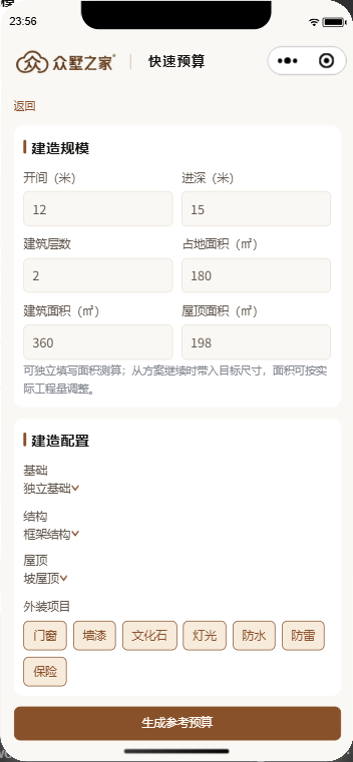 23:56
众墅之家 快速预算
返回
建造规模
开间（米） 进深（米）
12 15
建筑层数 占地面积（㎡）
2 180
建筑面积（㎡） 屋顶面积（㎡）
360 198
可独立填写面积测算；从方案继续时带入目标尺寸，面积可按实
际工程量调整。
建造配置
基础
独立基础
结构
框架结构
屋顶
坡屋顶
外装项目
门窗 墙漆 文化石 灯光 防水 防雷
保险
生成参考预算